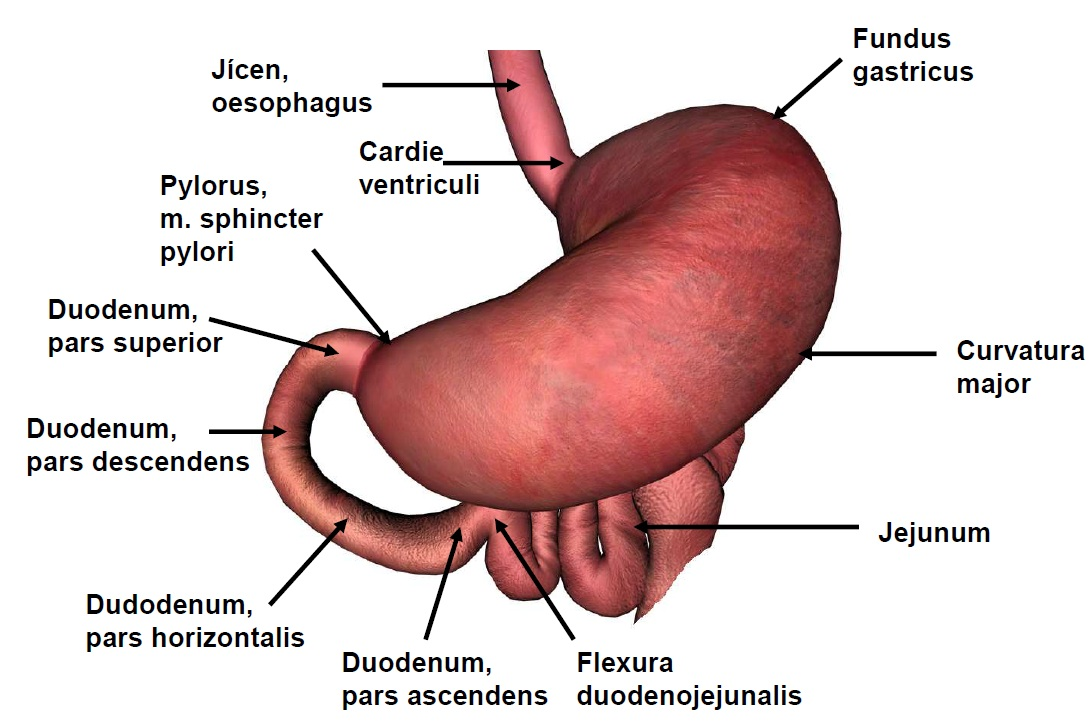 Fundus
gastricus
Jícen,
oesophagus
Cardie
ventriculi
Pylorus,
m. sphincter
pylori
Duodenum,
pars superior
Curvatura
major
Duodenum,
pars descendens
Jejunum
Dudodenum,
pars horizontalis
Duodenum,
pars ascendens
Flexura
duodenojejunalis